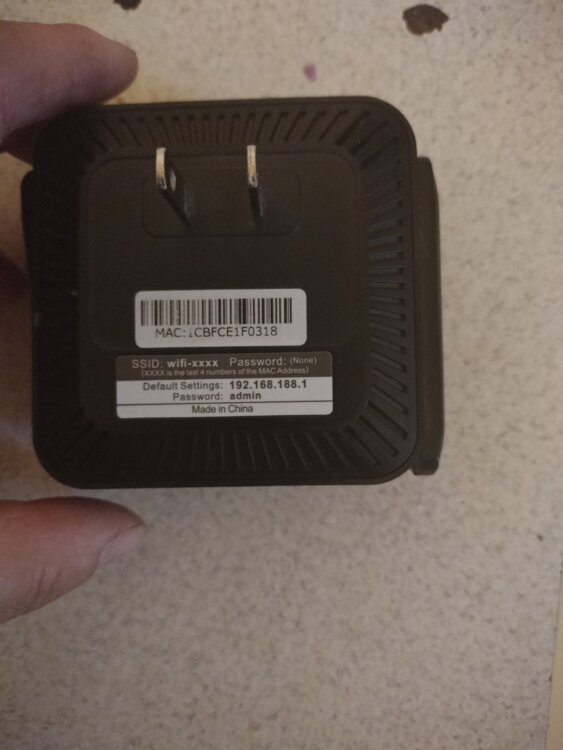 MAC:1CBFCE1F0318
SSID: wifi-xxxx Password: (None)
(XXXX is the last 4 numbers of the MAC Address)
Default Settings: 192.168.188.1
Password: admin
Made in China